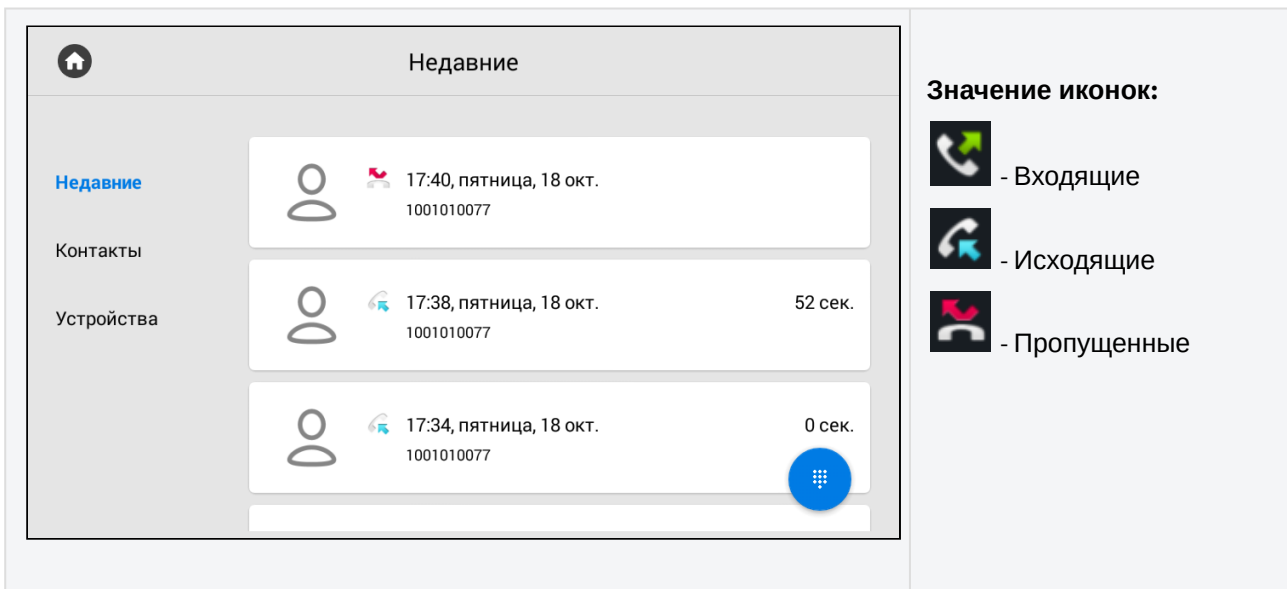 Недавние
Недавние
Контакты
Устройства
17:40, пятница, 18 окт.
1001010077
17:38, пятница, 18 окт. 52 сек.
1001010077
17:34, пятница, 18 окт. 0 сек.
1001010077
Значение иконок:
- Входящие
- Исходящие
- Пропущенные